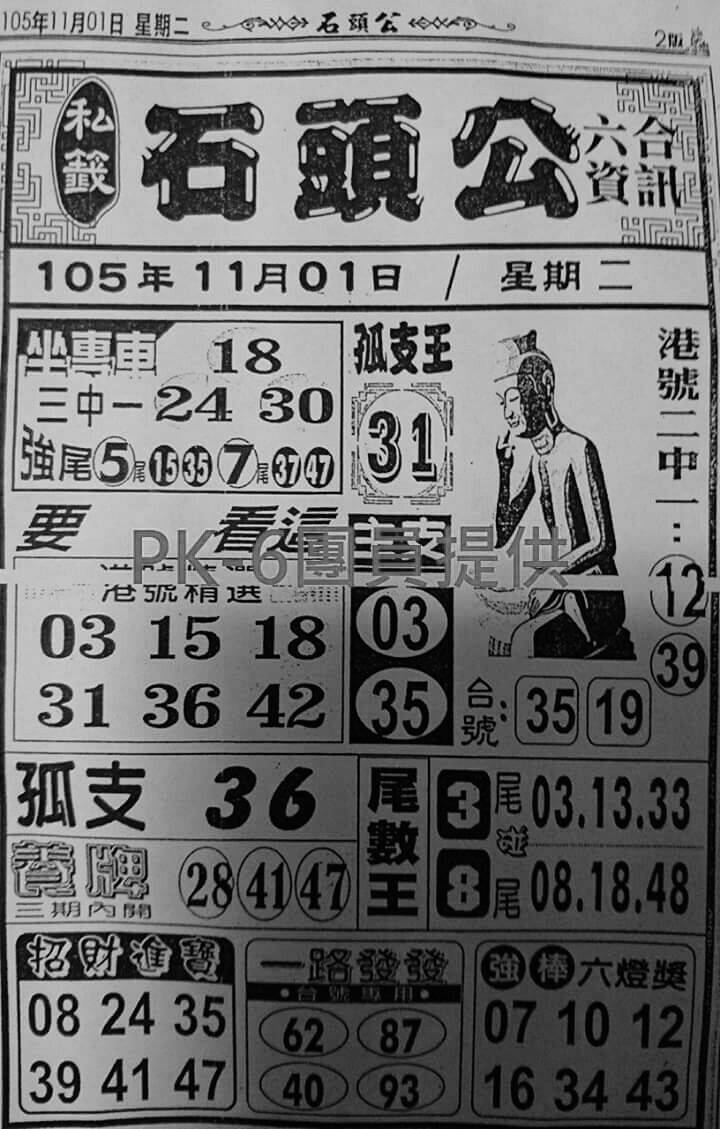 105年11月01日 星期二
石頭公
2版
私籤
石頭公
六合資訊
105年11月01日 / 星期二
坐專車
18
三中一 24 30
強尾 5尾 15 35 7尾 37 47
孤支王
31
港號二中一:
12
39
要看這
PK 6團員提供
主支
03
35
港號精選
03 15 18
31 36 42
台號: 35 19
孤支 36
養牌
三期內開
28 41 47
尾數王
3尾 03.13.33
碰
8尾 08.18.48
招財進寶
08 24 35
39 41 47
一路發發
·台號專用·
62 87
40 93
強棒六燈獎
07 10 12
16 34 43